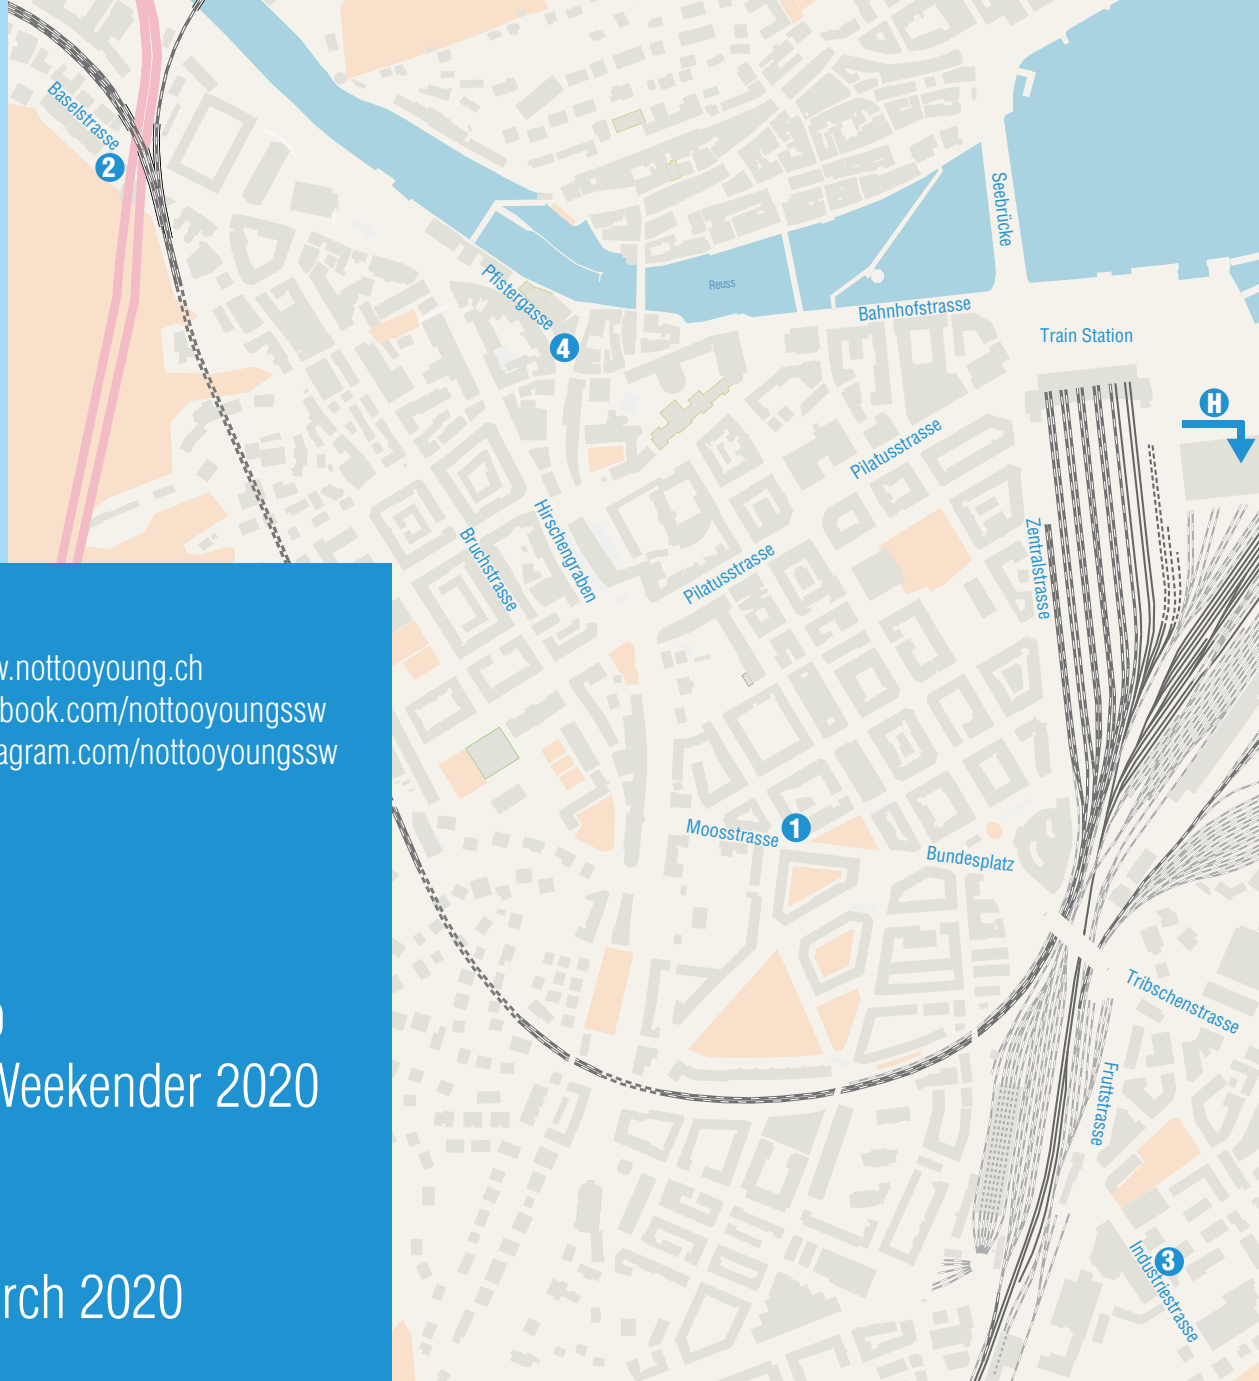 Baselstrasse
2
Seebrücke
Pfistergasse
4
Reuss
Bahnhofstrasse
Train Station
H
Pilatusstrasse
Hirschengraben
Bruchstrasse
Pilatusstrasse
Zentralstrasse
w.nottooyoung.ch
book.com/nottooyoungssw
agram.com/nottooyoungssw
Moosstrasse
1
Bundesplatz
Tribschenstrasse
Weekender 2020
Fruttstrasse
rch 2020
Industriestrasse
3